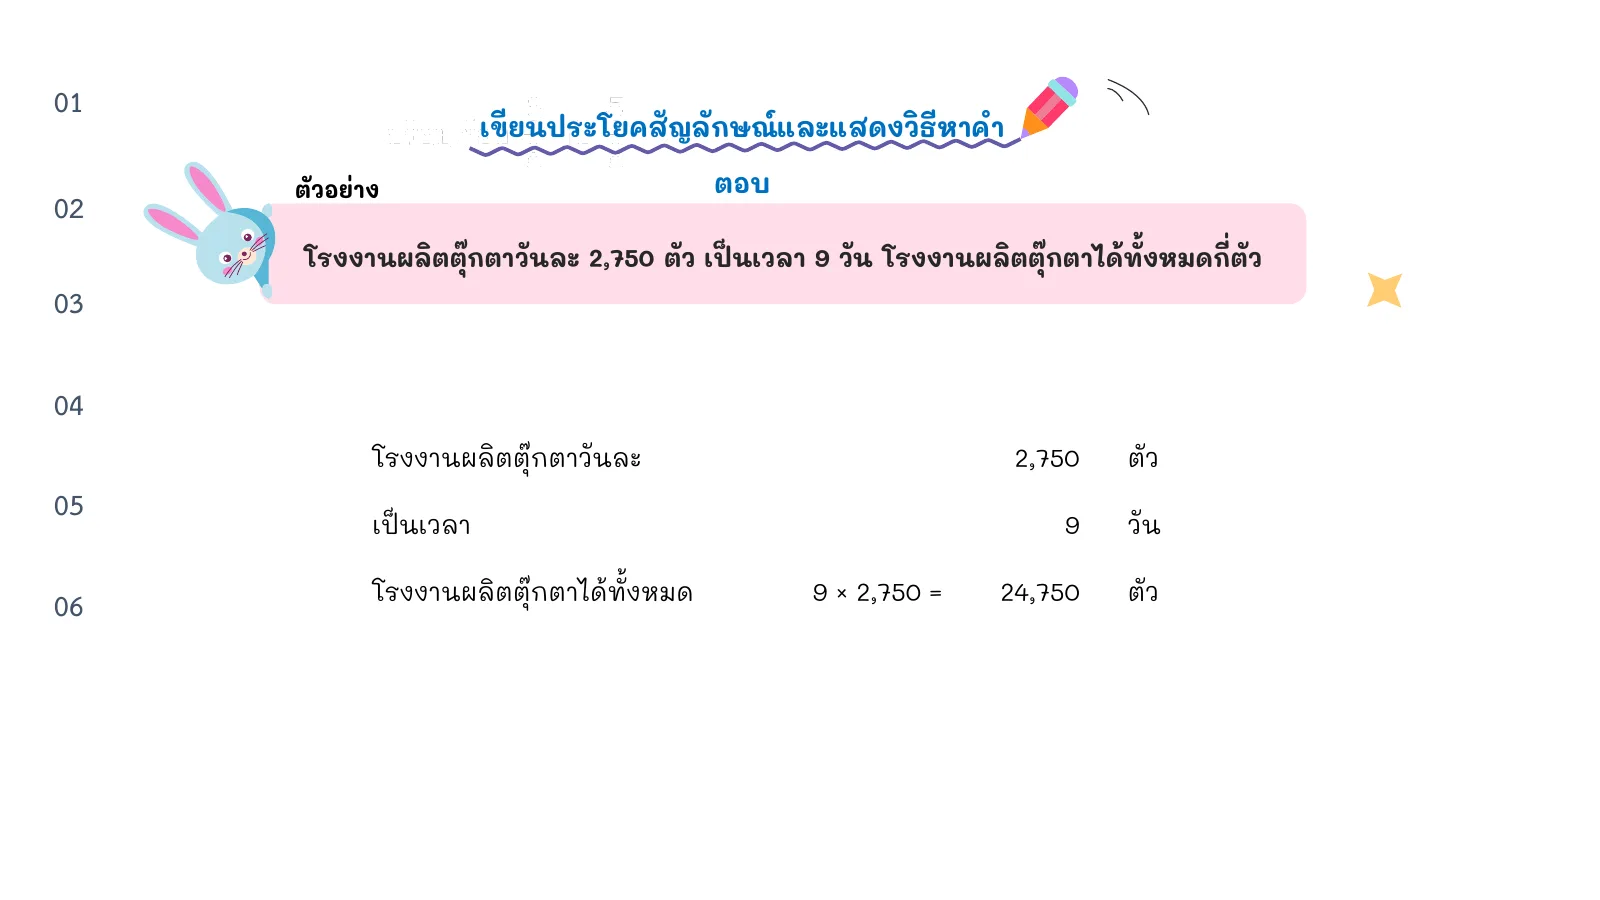 01
เขียนประโยคสัญลักษณ์และแสดงวิธีหาคำ
ตอบ
ตัวอย่าง
02
โรงงานผลิตตุ๊กตาวันละ 2,750 ตัว เป็นเวลา 9 วัน โรงงานผลิตตุ๊กตาได้ทั้งหมดกี่ตัว
03
04
โรงงานผลิตตุ๊กตาวันละ 2,750 ตัว
05
เป็นเวลา 9 วัน
โรงงานผลิตตุ๊กตาได้ทั้งหมด 9 × 2,750 = 24,750 ตัว
06